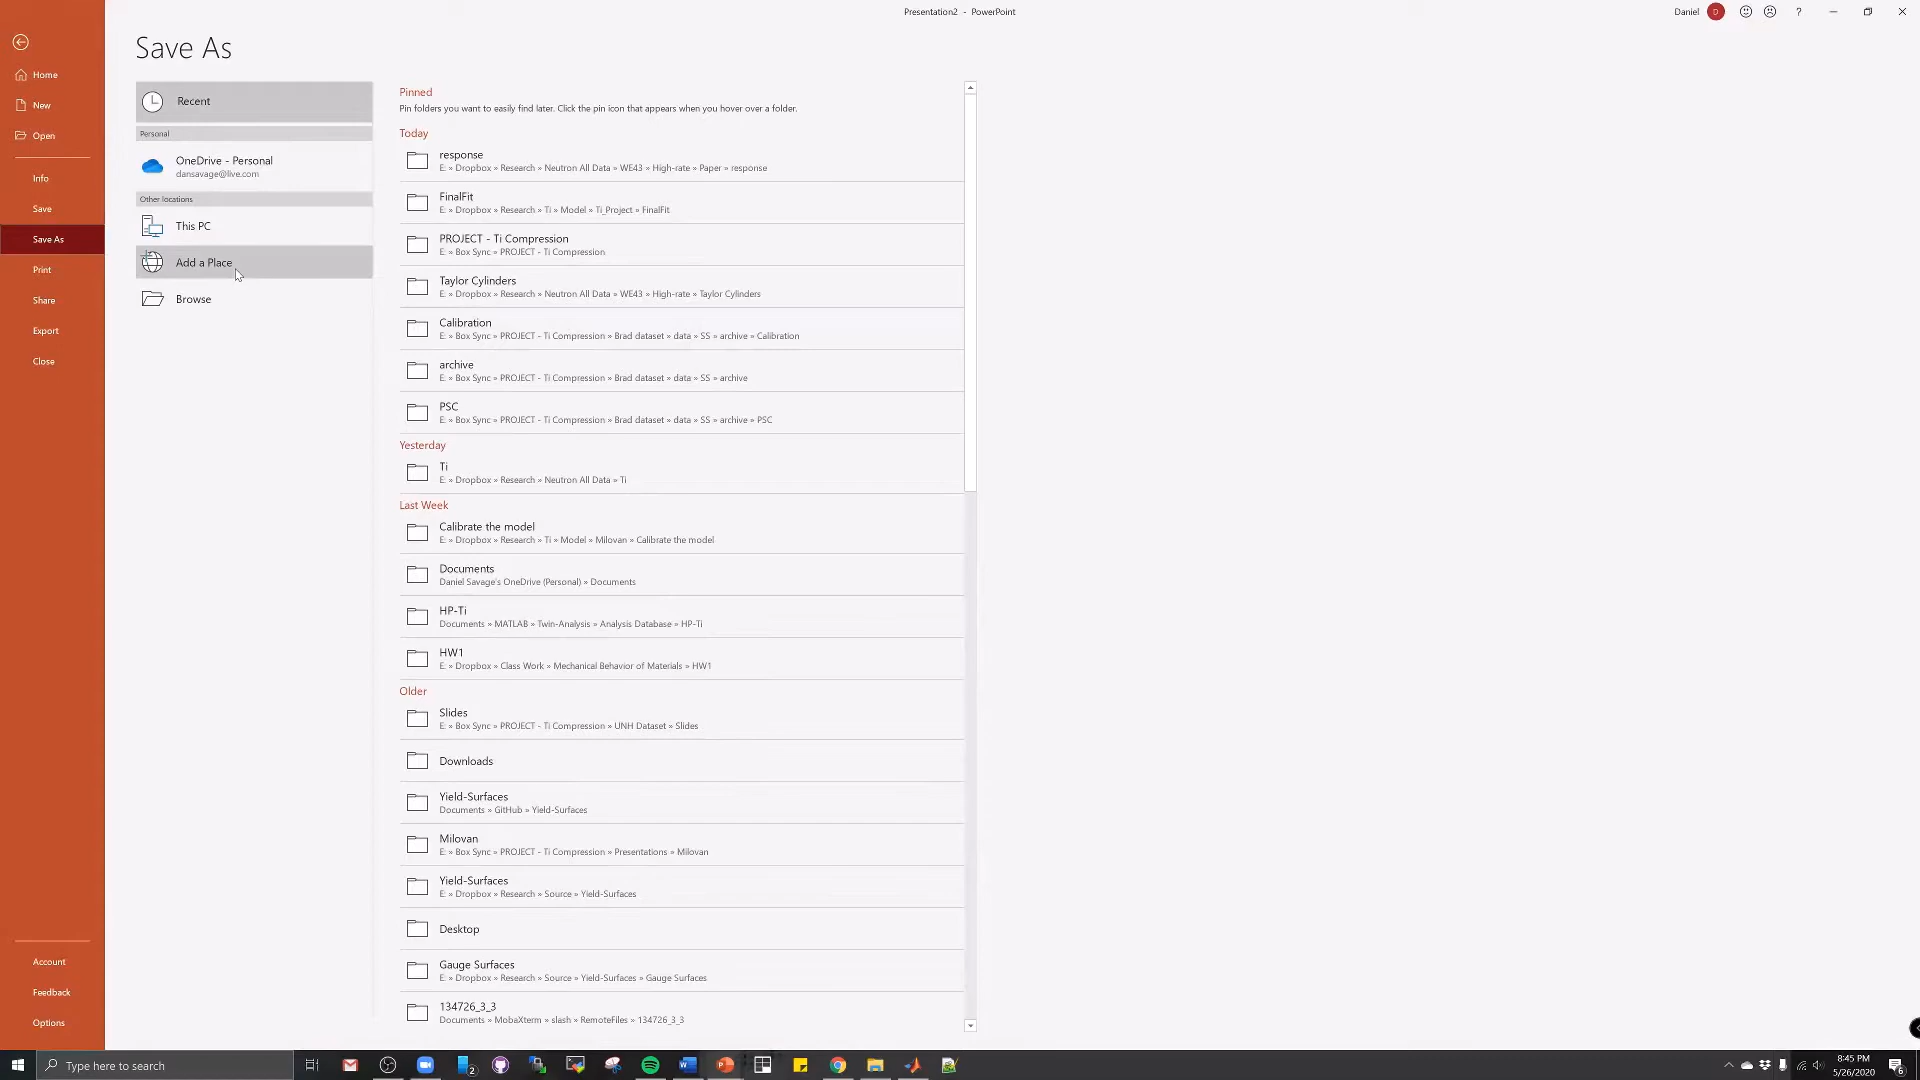 Presentation2 - PowerPoint
Daniel
D
?
Save As
Home
New
Open
Info
Save
Save As
Print
Share
Export
Close
Account
Feedback
Options
Recent
Personal
OneDrive - Personal
dansavage@live.com
Other locations
This PC
Add a Place
Browse
Pinned
Pin folders you want to easily find later. Click the pin icon that appears when you hover over a folder.
Today
response
E: » Dropbox » Research » Neutron All Data » WE43 » High-rate » Paper » response
FinalFit
E: » Dropbox » Research » Ti » Model » Ti_Project » FinalFit
PROJECT - Ti Compression
E: » Box Sync » PROJECT - Ti Compression
Taylor Cylinders
E: » Dropbox » Research » Neutron All Data » WE43 » High-rate » Taylor Cylinders
Calibration
E: » Box Sync » PROJECT - Ti Compression » Brad dataset » data » SS » archive » Calibration
archive
E: » Box Sync » PROJECT - Ti Compression » Brad dataset » data » SS » archive
PSC
E: » Box Sync » PROJECT - Ti Compression » Brad dataset » data » SS » archive » PSC
Yesterday
Ti
E: » Dropbox » Research » Neutron All Data » Ti
Last Week
Calibrate the model
E: » Dropbox » Research » Ti » Model » Milovan » Calibrate the model
Documents
Daniel Savage's OneDrive (Personal) » Documents
HP-Ti
Documents » MATLAB » Twin-Analysis » Analysis Database » HP-Ti
HW1
E: » Dropbox » Class Work » Mechanical Behavior of Materials » HW1
Older
Slides
E: » Box Sync » PROJECT - Ti Compression » UNH Dataset » Slides
Downloads
Yield-Surfaces
Documents » GitHub » Yield-Surfaces
Milovan
E: » Box Sync » PROJECT - Ti Compression » Presentations » Milovan
Yield-Surfaces
E: » Dropbox » Research » Source » Yield-Surfaces
Desktop
Gauge Surfaces
E: » Dropbox » Research » Source » Yield-Surfaces » Gauge Surfaces
134726_3_3
Documents » MobaXterm » slash » RemoteFiles » 134726_3_3
Type here to search
2
8:45 PM
5/26/2020
6